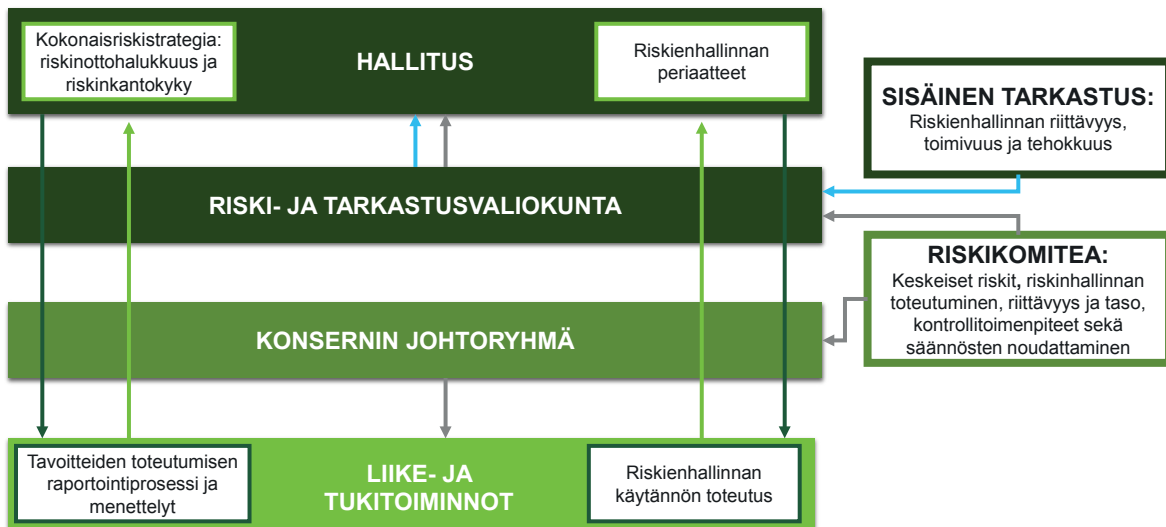 Kokonaisriskistrategia:
riskinottohalukkuus ja
riskinkantokyky
HALLITUS
Riskienhallinnan
periaatteet
SISÄINEN TARKASTUS:
Riskienhallinnan riittävyys,
toimivuus ja tehokkuus
RISKI- JA TARKASTUSVALIOKUNTA
RISKIKOMITEA:
Keskeiset riskit, riskinhallinnan
toteutuminen, riittävyys ja taso,
kontrollitoimenpiteet sekä
säännösten noudattaminen
KONSERNIN JOHTORYHMÄ
Tavoitteiden toteutumisen
raportointiprosessi ja
menettelyt
LIIKE- JA
TUKITOIMINNOT
Riskienhallinnan
käytännön toteutus